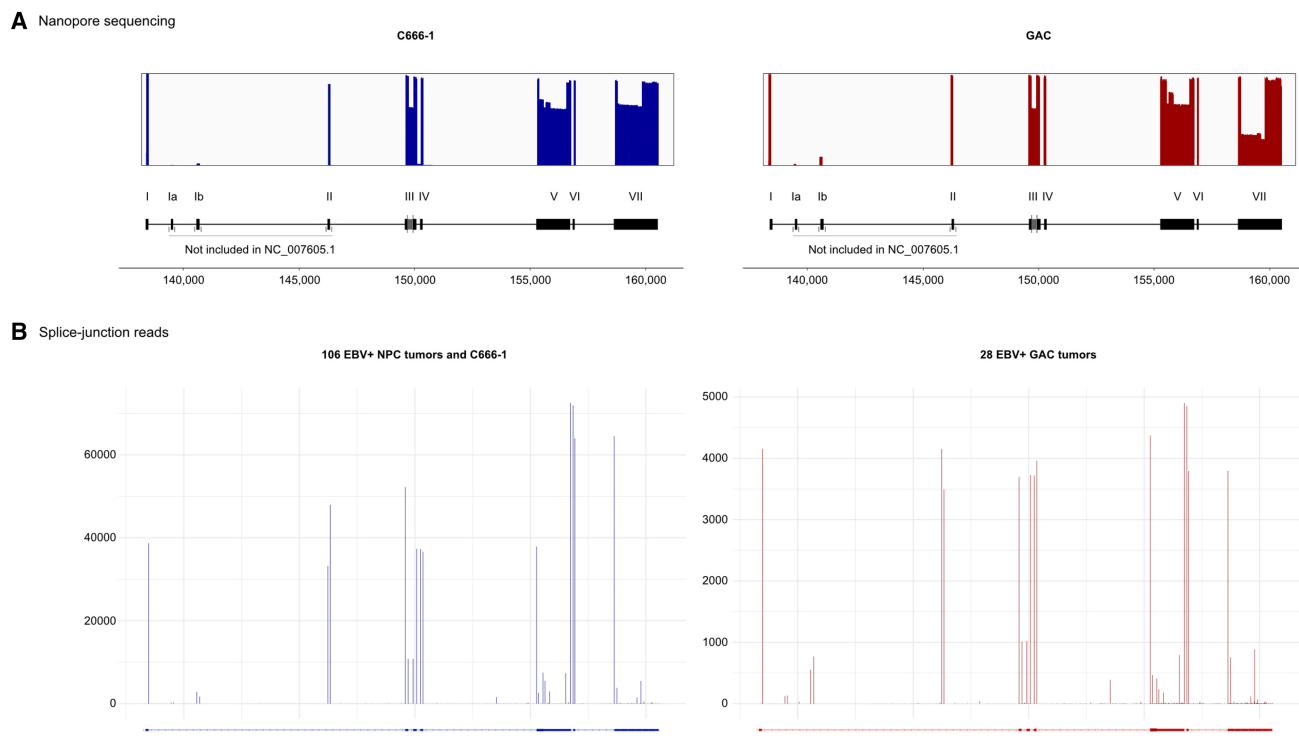 A Nanopore sequencing
C666-1
GAC
I Ia Ib II III IV V VI VII
I Ia Ib II III IV V VI VII
Not included in NC_007605.1
Not included in NC_007605.1
140,000 145,000 150,000 155,000 160,000
140,000 145,000 150,000 155,000 160,000
B Splice-junction reads
106 EBV+ NPC tumors and C666-1
28 EBV+ GAC tumors
60000
40000
20000
0
5000
4000
3000
2000
1000
0